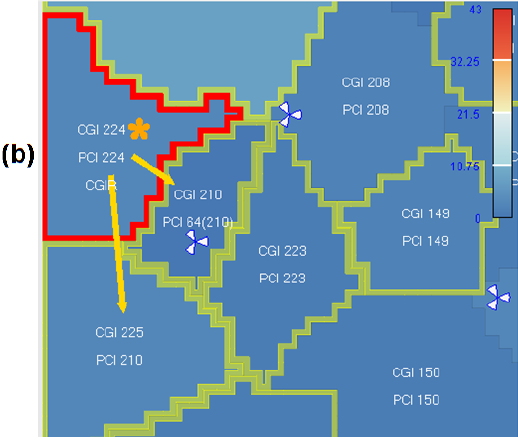 (b)
43
32.25
21.5
10.75
0
CGI 208
PCI 208
CGI 224
PCI 224
CGIR
CGI 210
PCI 64(210)
CGI 149
PCI 149
CGI 223
PCI 223
CGI 225
PCI 210
CGI 150
PCI 150